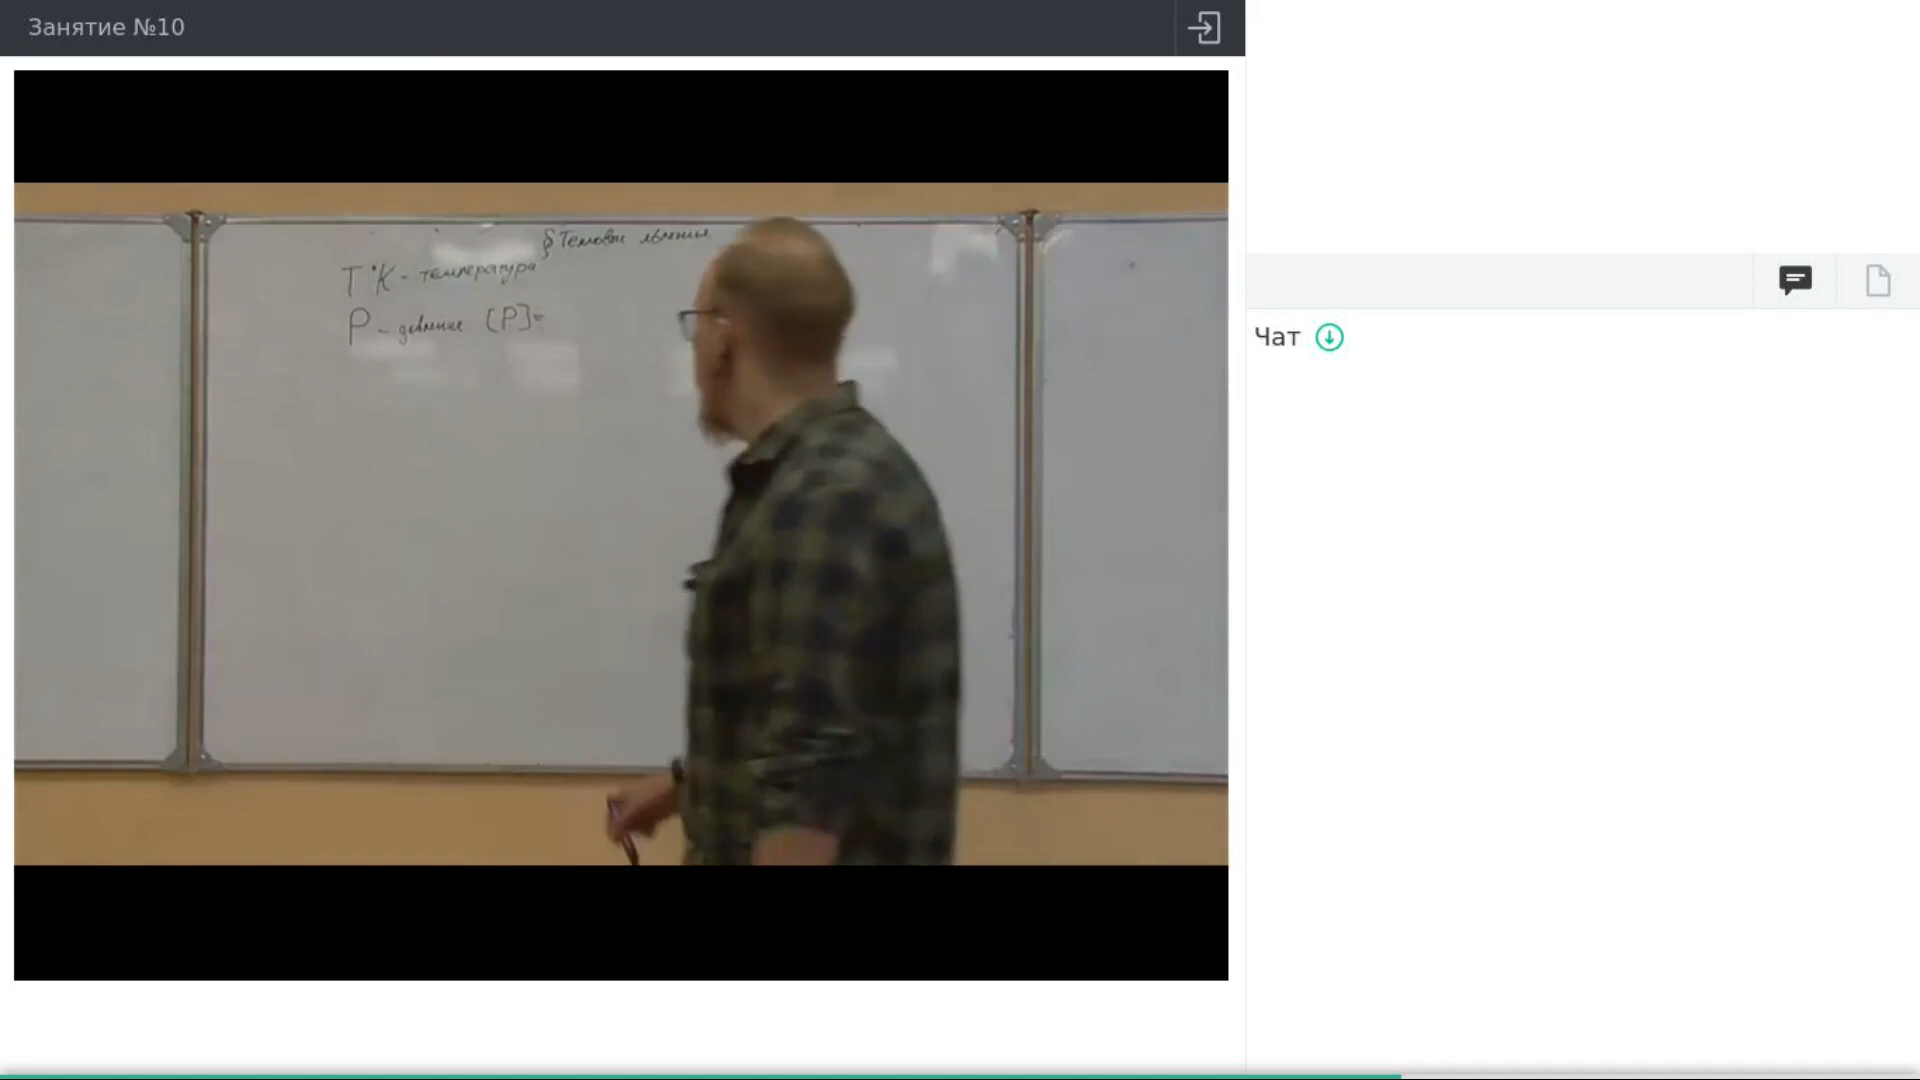 Занятие №10
§ Тепловые явления
T °К - температура
P - давление [P]=
Чат